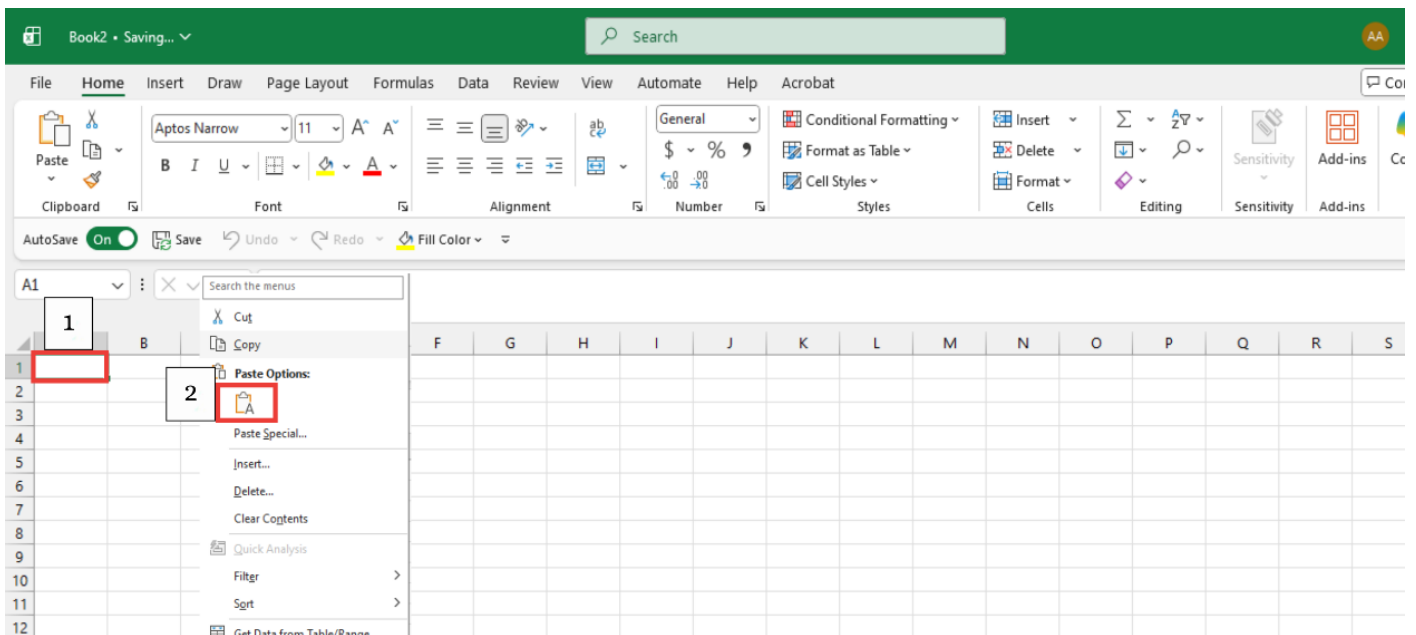 Book2 • Saving...
Search
AA
File Home Insert Draw Page Layout Formulas Data Review View Automate Help Acrobat
Paste
Clipboard
Aptos Narrow 11 A A
B I U A
Font
ab
Alignment
General
$ % 9
.00 .00
Number
Conditional Formatting
Format as Table
Cell Styles
Styles
Insert
Delete
Format
Cells
Editing
Sensitivity
Sensitivity
Add-ins
Add-ins
AutoSave On Save Undo Redo Fill Color
A1
Search the menus
1
Cut
B F G H I J K L M N O P Q R S
Copy
1
Paste Options:
2
2
3
4
Paste Special...
5
Insert...
6
Delete...
7
Clear Contents
8
9
Quick Analysis
10
Filter
11
Sort
12
Get Data from Table/Range